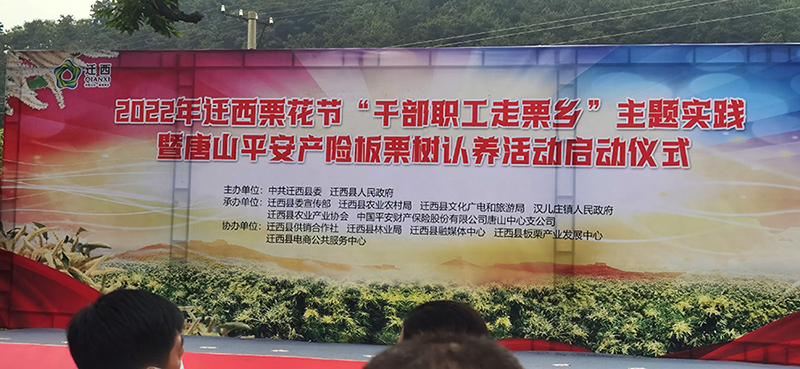 迁西
QIANXI
2022年迁西栗花节“干部职工走栗乡”主题实践
暨唐山平安产险板栗树认养活动启动仪式
主办单位：中共迁西县委 迁西县人民政府
承办单位：迁西县委宣传部 迁西县农业农村局 迁西县文化广电和旅游局 汉儿庄镇人民政府
迁西县农业产业协会 中国平安财产保险股份有限公司唐山中心支公司
协办单位：迁西县供销合作社 迁西县林业局 迁西县融媒体中心 迁西县板栗产业发展中心
迁西县电商公共服务中心